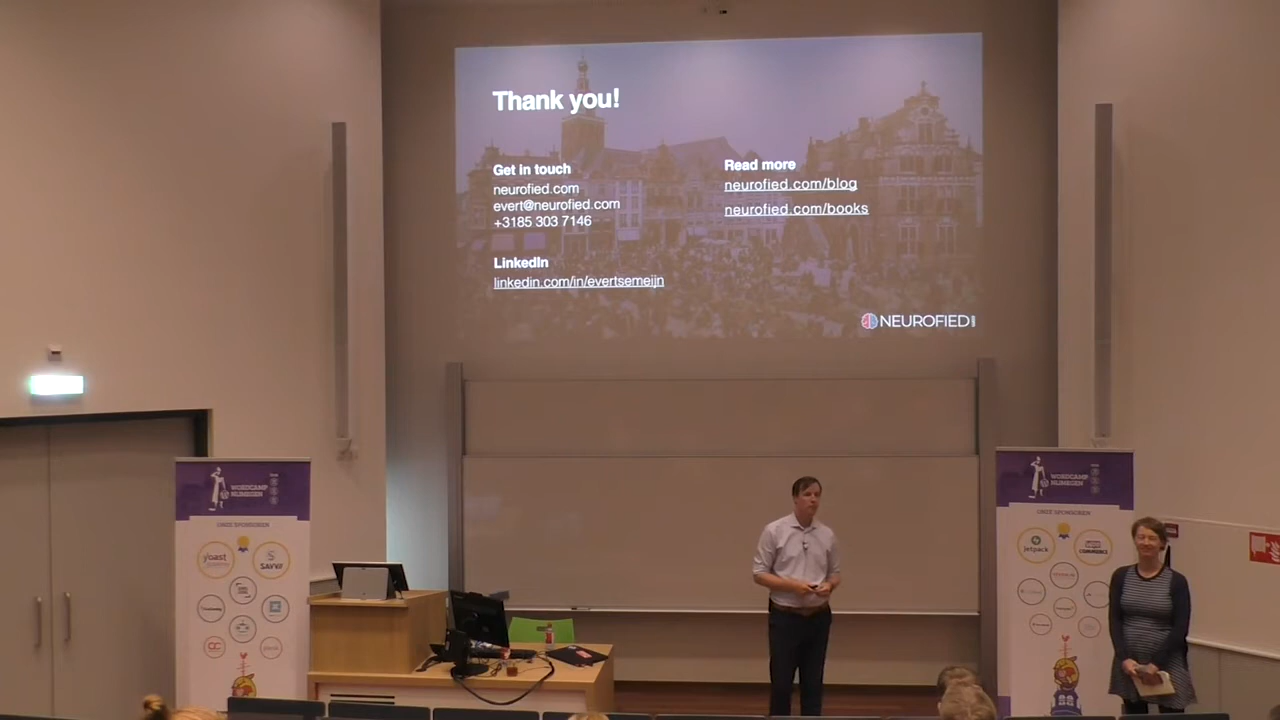 Thank you!
Get in touch
neurofied.com
evert@neurofied.com
+3185 303 7146
LinkedIn
linkedin.com/in/evertsemeijn
Read more
neurofied.com/blog
neurofied.com/books
NEUROFIED
WORDCAMP
NIJMEGEN
ONZE SPONSOREN
yoast
SAVVII
WORDCAMP
NIJMEGEN
ONZE SPONSOREN
Jetpack
COMMERCE